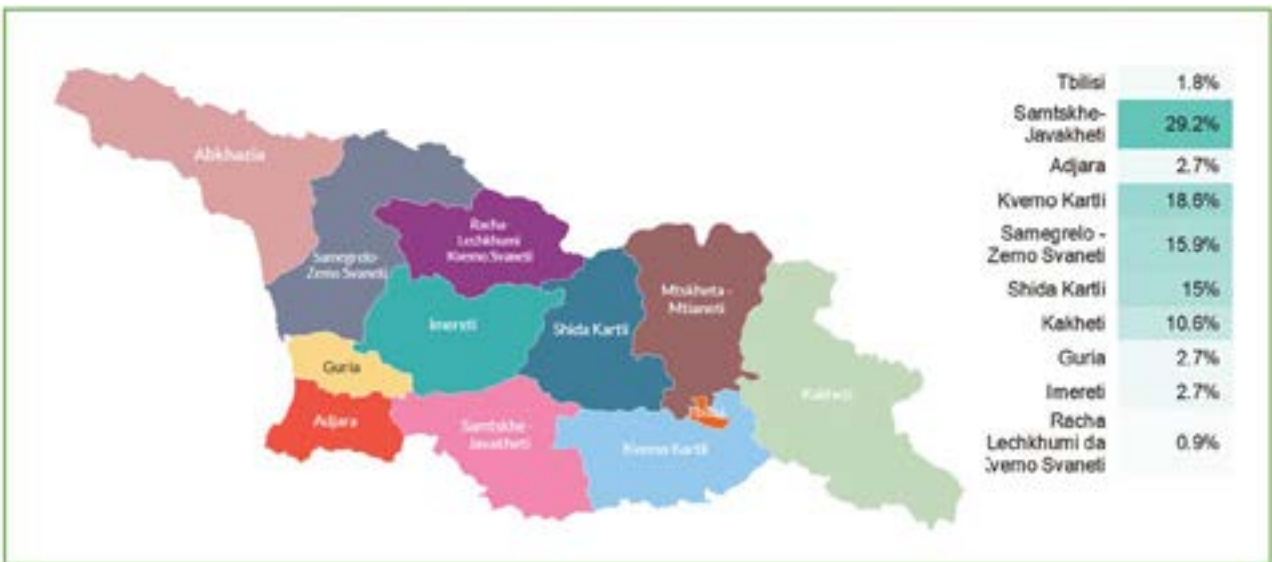 Abkhazia
Samegrelo-
Zemo Svaneti
Racha-
Lechkhumi
Kvemo Svaneti
Imereti
Shida Kartli
Mtskheta -
Mtianeti
Kakheti
Guria
Adjara
Samtskhe -
Javakheti
Kvemo Kartli
Tbilisi
Tbilisi 1.8%
Samtskhe-
Javakheti 29.2%
Adjara 2.7%
Kvemo Kartli 18.6%
Samegrelo -
Zemo Svaneti 15.9%
Shida Kartli 15%
Kakheti 10.6%
Guria 2.7%
Imereti 2.7%
Racha
Lechkhumi da 0.9%
Kvemo Svaneti